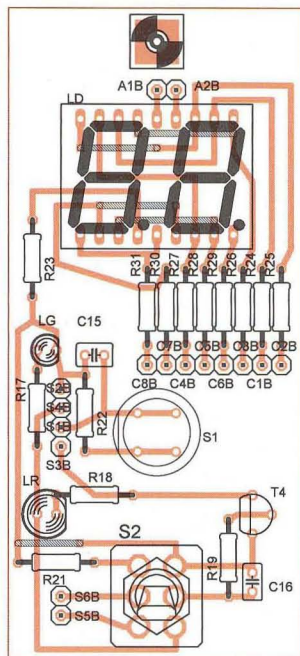 A1B A2B
LD
R23
R31
R30
R27
R28
R29
R26
R24
R25
LG
C15
C7B C5B C3B C2B
C8B C4B C6B C1B
R17
S2B
S4B
S1B
R22
S3B
S1
R18
LR
T4
S2
R19
R21
C16
S6B
S5B